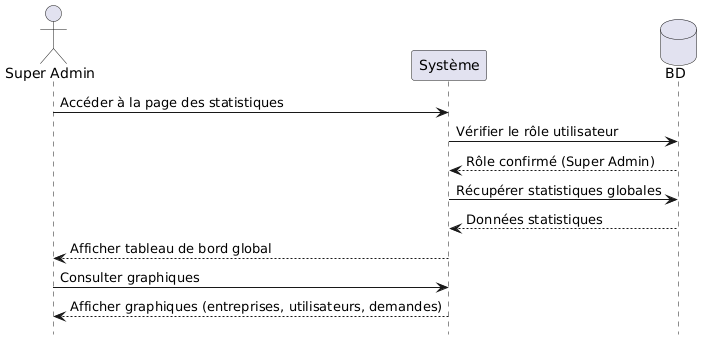 Super Admin
Système
BD
Accéder à la page des statistiques
Vérifier le rôle utilisateur
Rôle confirmé (Super Admin)
Récupérer statistiques globales
Données statistiques
Afficher tableau de bord global
Consulter graphiques
Afficher graphiques (entreprises, utilisateurs, demandes)